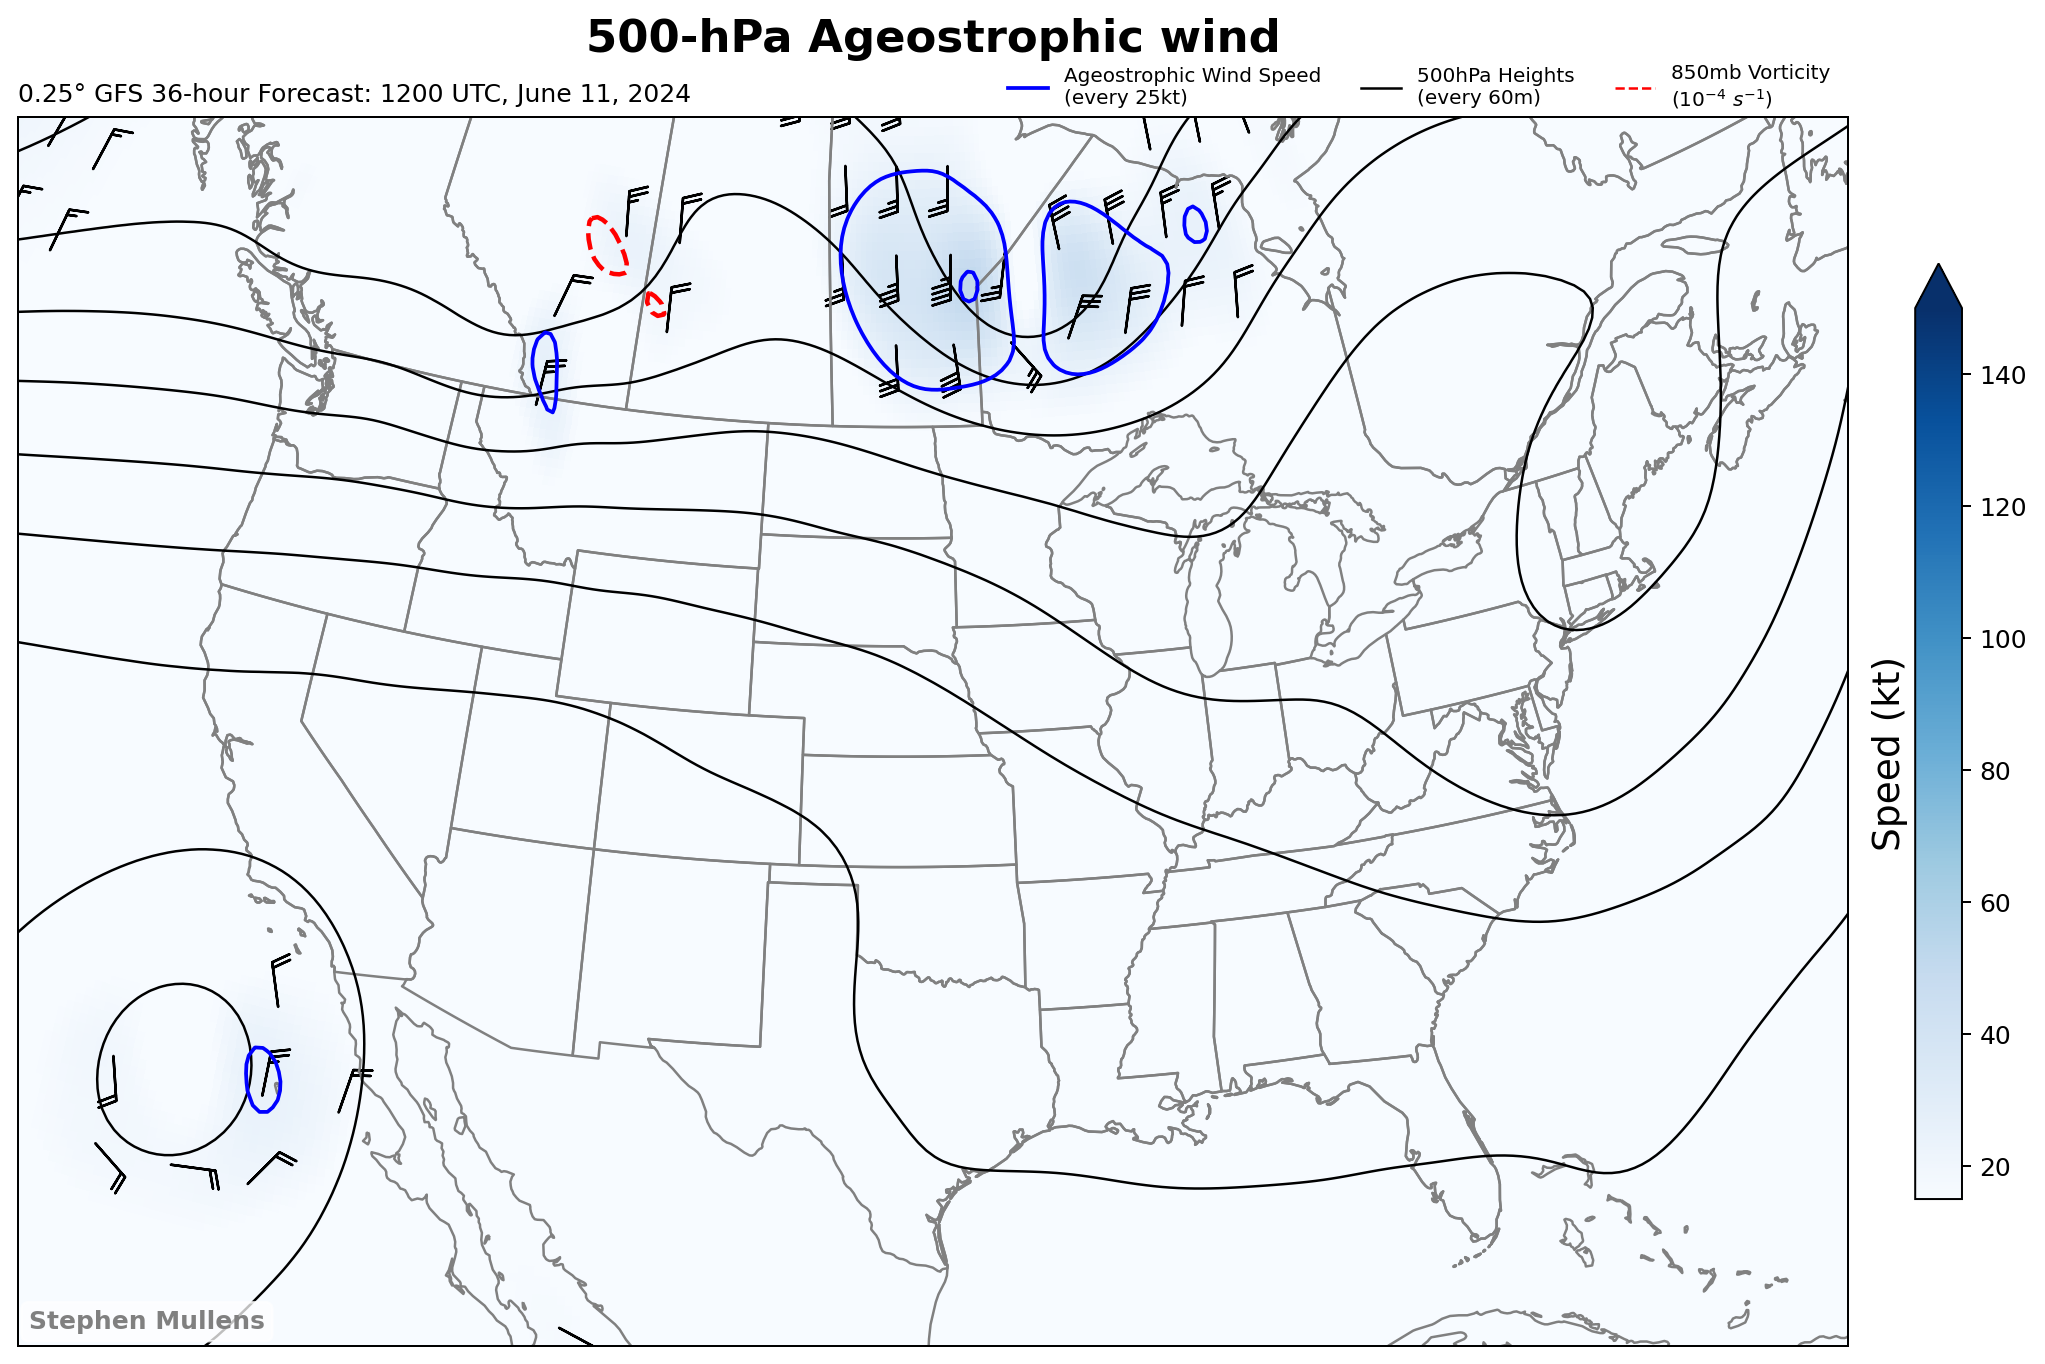 500-hPa Ageostrophic wind
0.25° GFS 36-hour Forecast: 1200 UTC, June 11, 2024
Ageostrophic Wind Speed
(every 25kt)
500hPa Heights
(every 60m)
850mb Vorticity
(10⁻⁴ s⁻¹)
140
120
100
80
60
40
20
Speed (kt)
Stephen Mullens